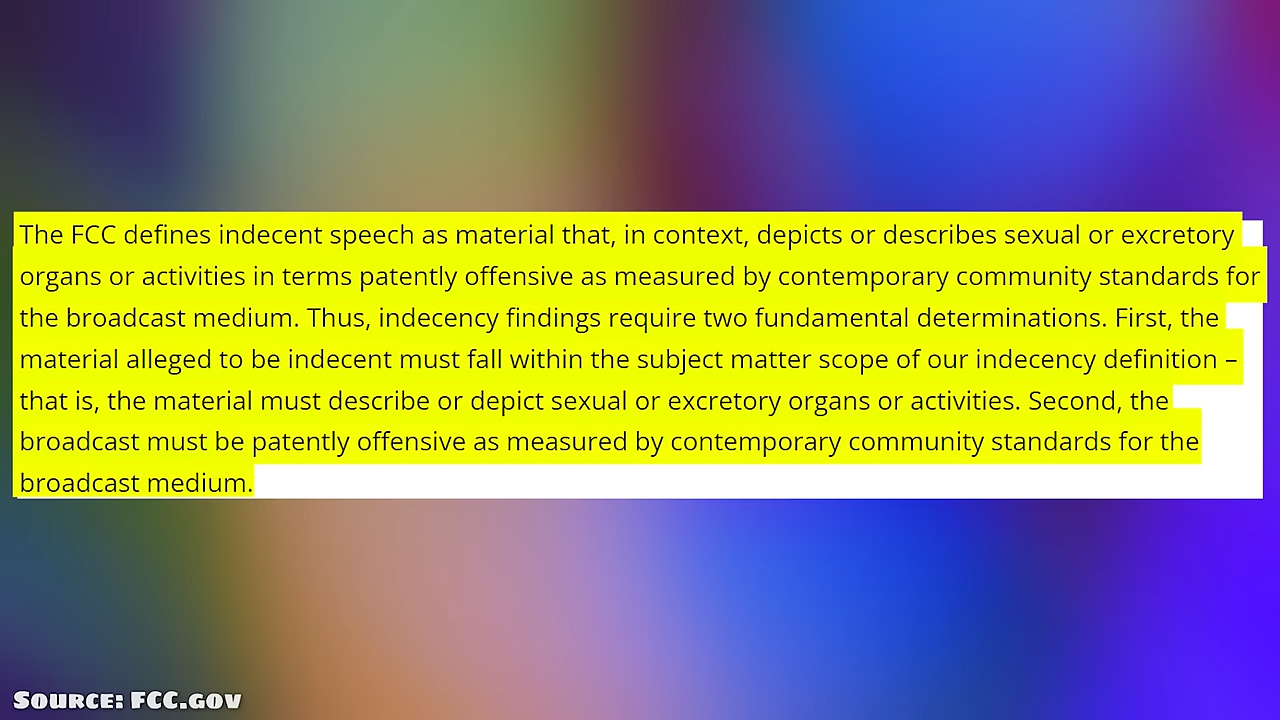 The FCC defines indecent speech as material that, in context, depicts or describes sexual or excretory
organs or activities in terms patently offensive as measured by contemporary community standards for
the broadcast medium. Thus, indecency findings require two fundamental determinations. First, the
material alleged to be indecent must fall within the subject matter scope of our indecency definition –
that is, the material must describe or depict sexual or excretory organs or activities. Second, the
broadcast must be patently offensive as measured by contemporary community standards for the
broadcast medium.
Source: FCC.gov